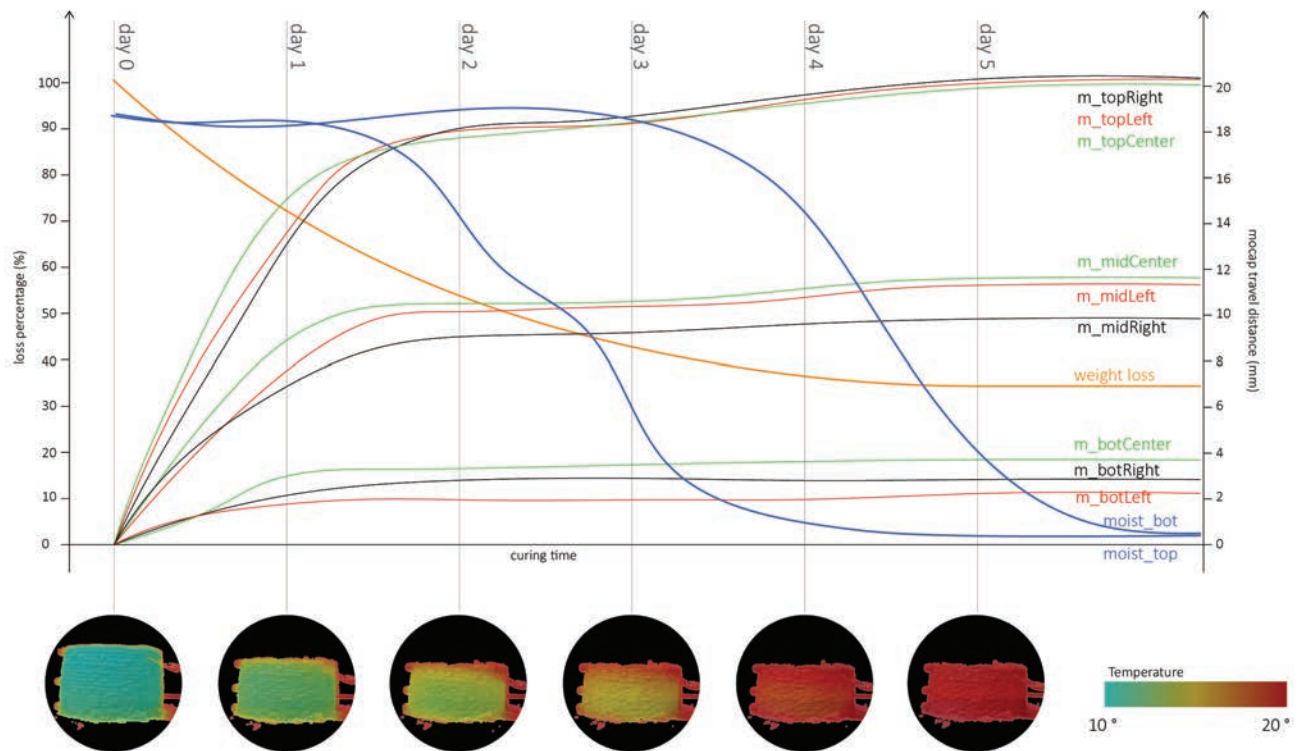 day 0
day 1
day 2
day 3
day 4
day 5
loss percentage (%)
100
90
80
70
60
50
40
30
20
10
0
mocap travel distance (mm)
20
18
16
14
12
10
8
6
4
2
0
m_topRight
m_topLeft
m_topCenter
m_midCenter
m_midLeft
m_midRight
weight loss
m_botCenter
m_botRight
m_botLeft
moist_bot
moist_top
curing time
Temperature
10 °
20 °